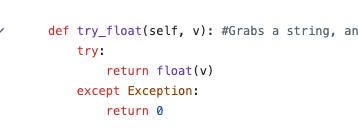 def try_float(self, v): #Grabs a string, an
    try:
        return float(v)
    except Exception:
        return 0